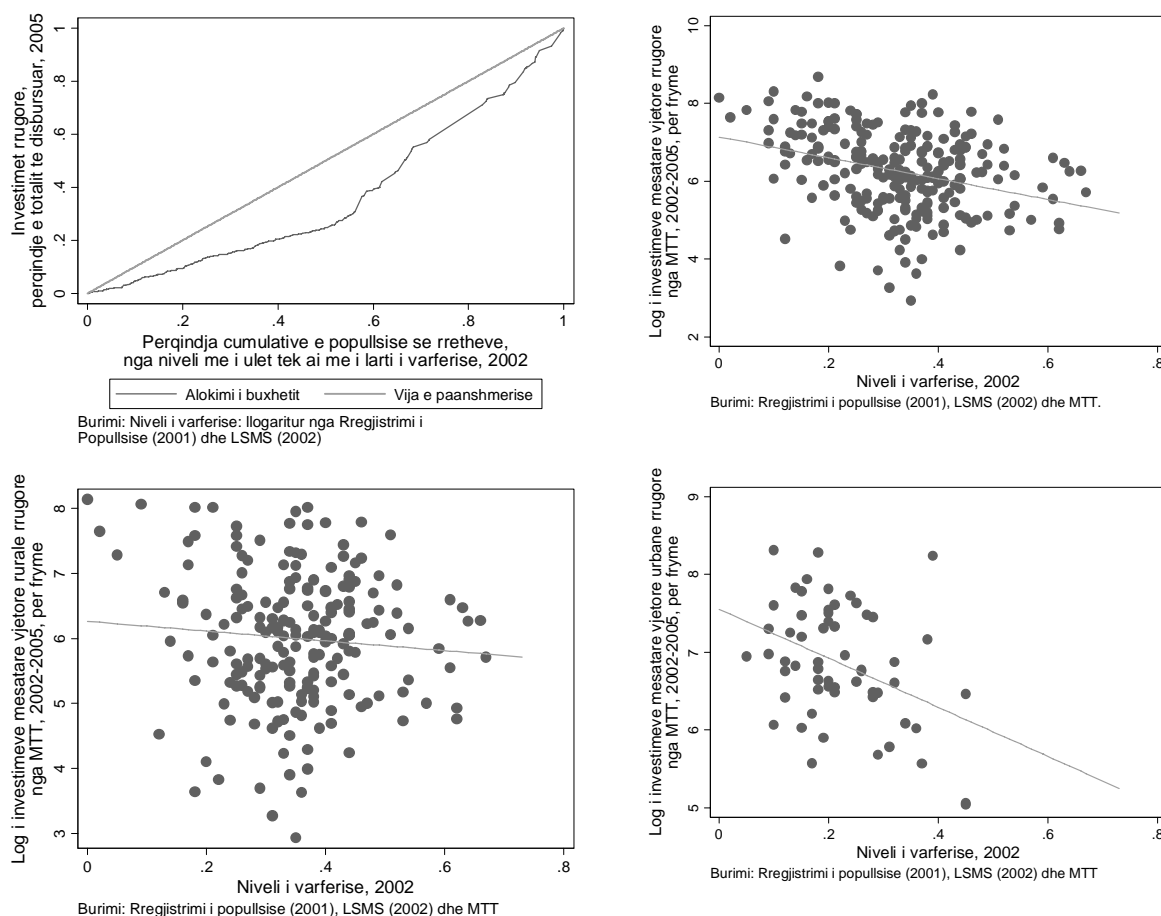 Investimet rrugore,
perqindje e totalit te disbursuar, 2005
1
.8
.6
.4
.2
0
0 .2 .4 .6 .8 1
Perqindja cumulative e popullsise se rretheve,
nga niveli me i ulet tek ai me i larti i varferise, 2002
Alokimi i buxhetit Vija e paanshmerise
Burimi: Niveli i varferise: llogaritur nga Rregjistrimi i
Popullsise (2001) dhe LSMS (2002)
Log i investimeve mesatare vjetore rrugore
nga MTT, 2002-2005, per fryme
10
8
6
4
2
0 .2 .4 .6 .8
Niveli i varferise, 2002
Burimi: Rregjistrimi i popullsise (2001), LSMS (2002) dhe MTT.
Log i investimeve mesatare vjetore rurale rrugore
nga MTT, 2002-2005, per fryme
8
7
6
5
4
3
0 .2 .4 .6 .8
Niveli i varferise, 2002
Burimi: Rregjistrimi i popullsise (2001), LSMS (2002) dhe MTT
Log i investimeve mesatare vjetore urbane rrugore
nga MTT, 2002-2005, per fryme
9
8
7
6
5
0 .2 .4 .6 .8
Niveli i varferise, 2002
Burimi: Rregjistrimi i popullsise (2001), LSMS (2002) dhe MTT